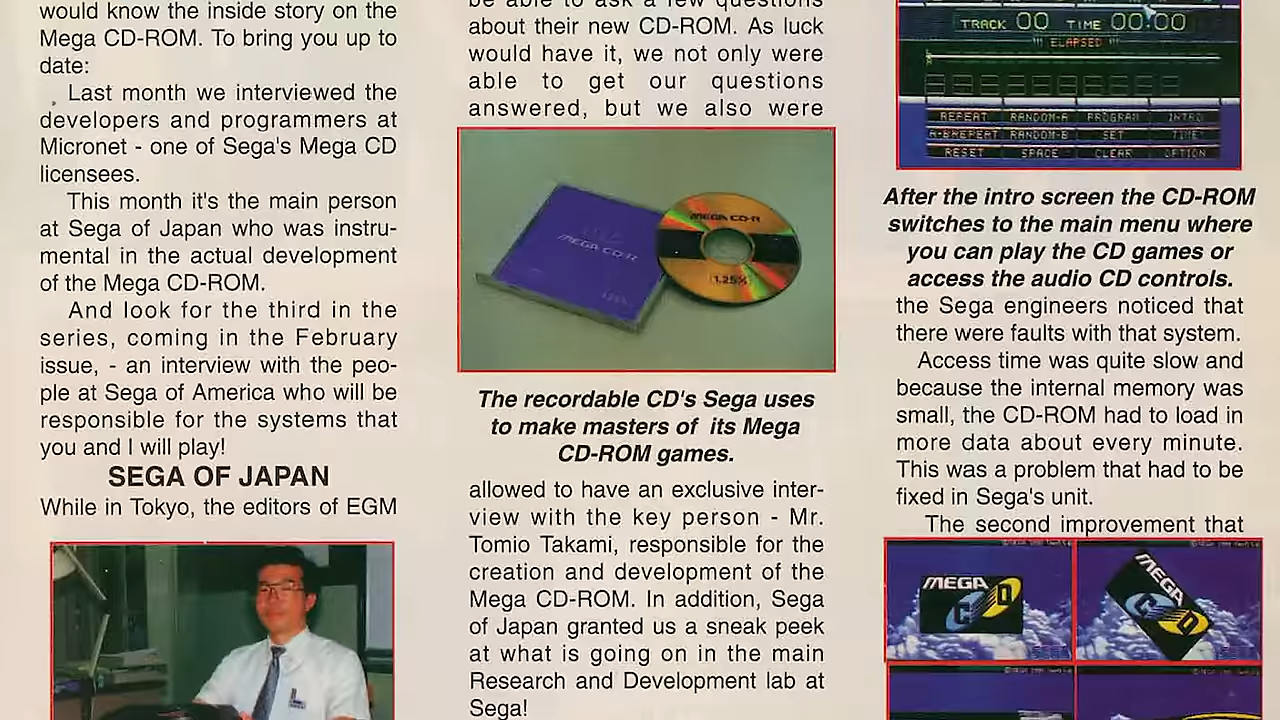 would know the inside story on the
Mega CD-ROM. To bring you up
date:
Last month we interviewed the
developers and programmers at
Micronet - one of Sega's Mega CD
licensees.
This month it's the main person
at Sega of Japan who was instru-
mental in the actual development
of the Mega CD-ROM.
And look for the third in the
series, coming in the February
issue, - an interview with the peo-
ple at Sega of America who will be
responsible for the systems that
you and I will play!
SEGA OF JAPAN
While in Tokyo, the editors of EGM
be able to ask a few questions
about their new CD-ROM. As luck
would have it, we not only were
able to get our questions
answered, but we also were
MEGA CD-R
MEGA CD-R
1.25X
The recordable CD's Sega uses
to make masters of its Mega
CD-ROM games.
allowed to have an exclusive inter-
view with the key person - Mr.
Tomio Takami, responsible for the
creation and development of the
Mega CD-ROM. In addition, Sega
of Japan granted us a sneak peek
at what is going on in the main
Research and Development lab at
Sega!
TRACK 00 TIME 00:00
ELAPSED
REPEAT RANDOM-A PROGRAM INTRO
A-BREPEAT RANDOM-B SET TIME
RESET SPACE CLEAR OPTION
After the intro screen the CD-ROM
switches to the main menu where
you can play the CD games or
access the audio CD controls.
the Sega engineers noticed that
there were faults with that system.
Access time was quite slow and
because the internal memory was
small, the CD-ROM had to load in
more data about every minute.
This was a problem that had to be
fixed in Sega's unit.
The second improvement that
MEGA
CD
SEGA
MEGA
CD